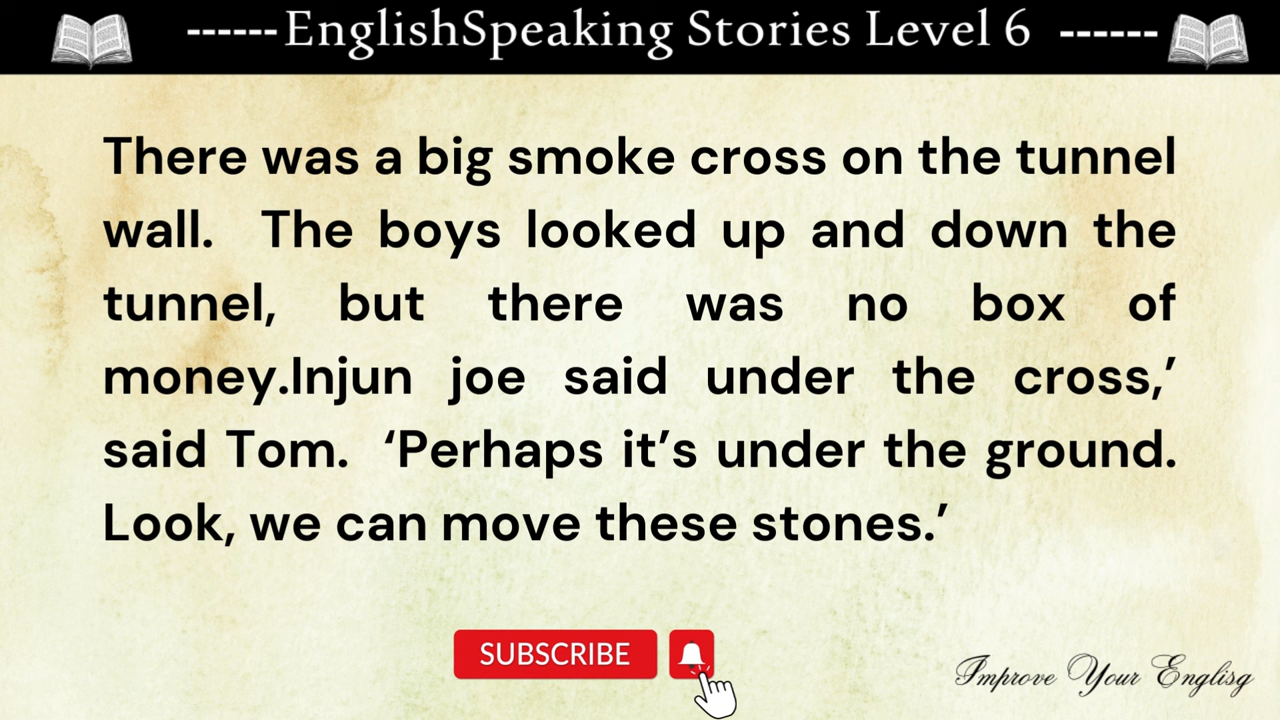 ------EnglishSpeaking Stories Level 6 ------
There was a big smoke cross on the tunnel
wall. The boys looked up and down the
tunnel, but there was no box of
money.Injun joe said under the cross,’
said Tom. ‘Perhaps it’s under the ground.
Look, we can move these stones.’
SUBSCRIBE
Improve Your Englisg